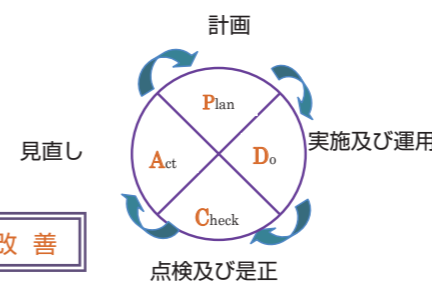 計画
Plan
見直し
Act
Do
実施及び運用
Check
改善
点検及び是正